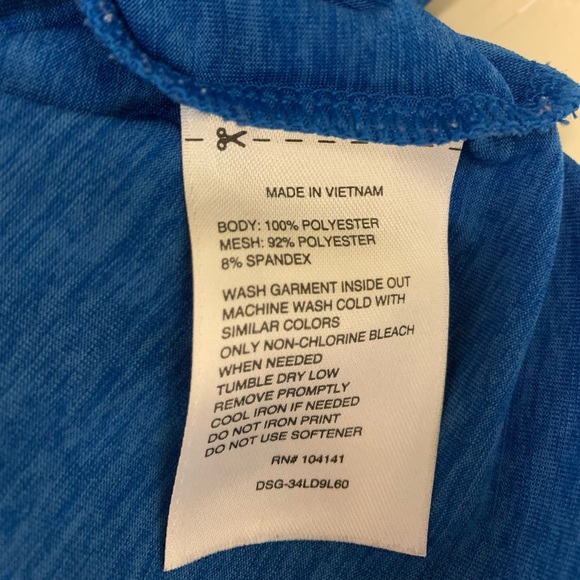 MADE IN VIETNAM
BODY: 100% POLYESTER
MESH: 92% POLYESTER
8% SPANDEX
WASH GARMENT INSIDE OUT
MACHINE WASH COLD WITH
SIMILAR COLORS
ONLY NON-CHLORINE BLEACH
WHEN NEEDED
TUMBLE DRY LOW
REMOVE PROMPTLY
COOL IRON IF NEEDED
DO NOT IRON PRINT
DO NOT USE SOFTENER
RN# 104141
DSG-34LD9L60